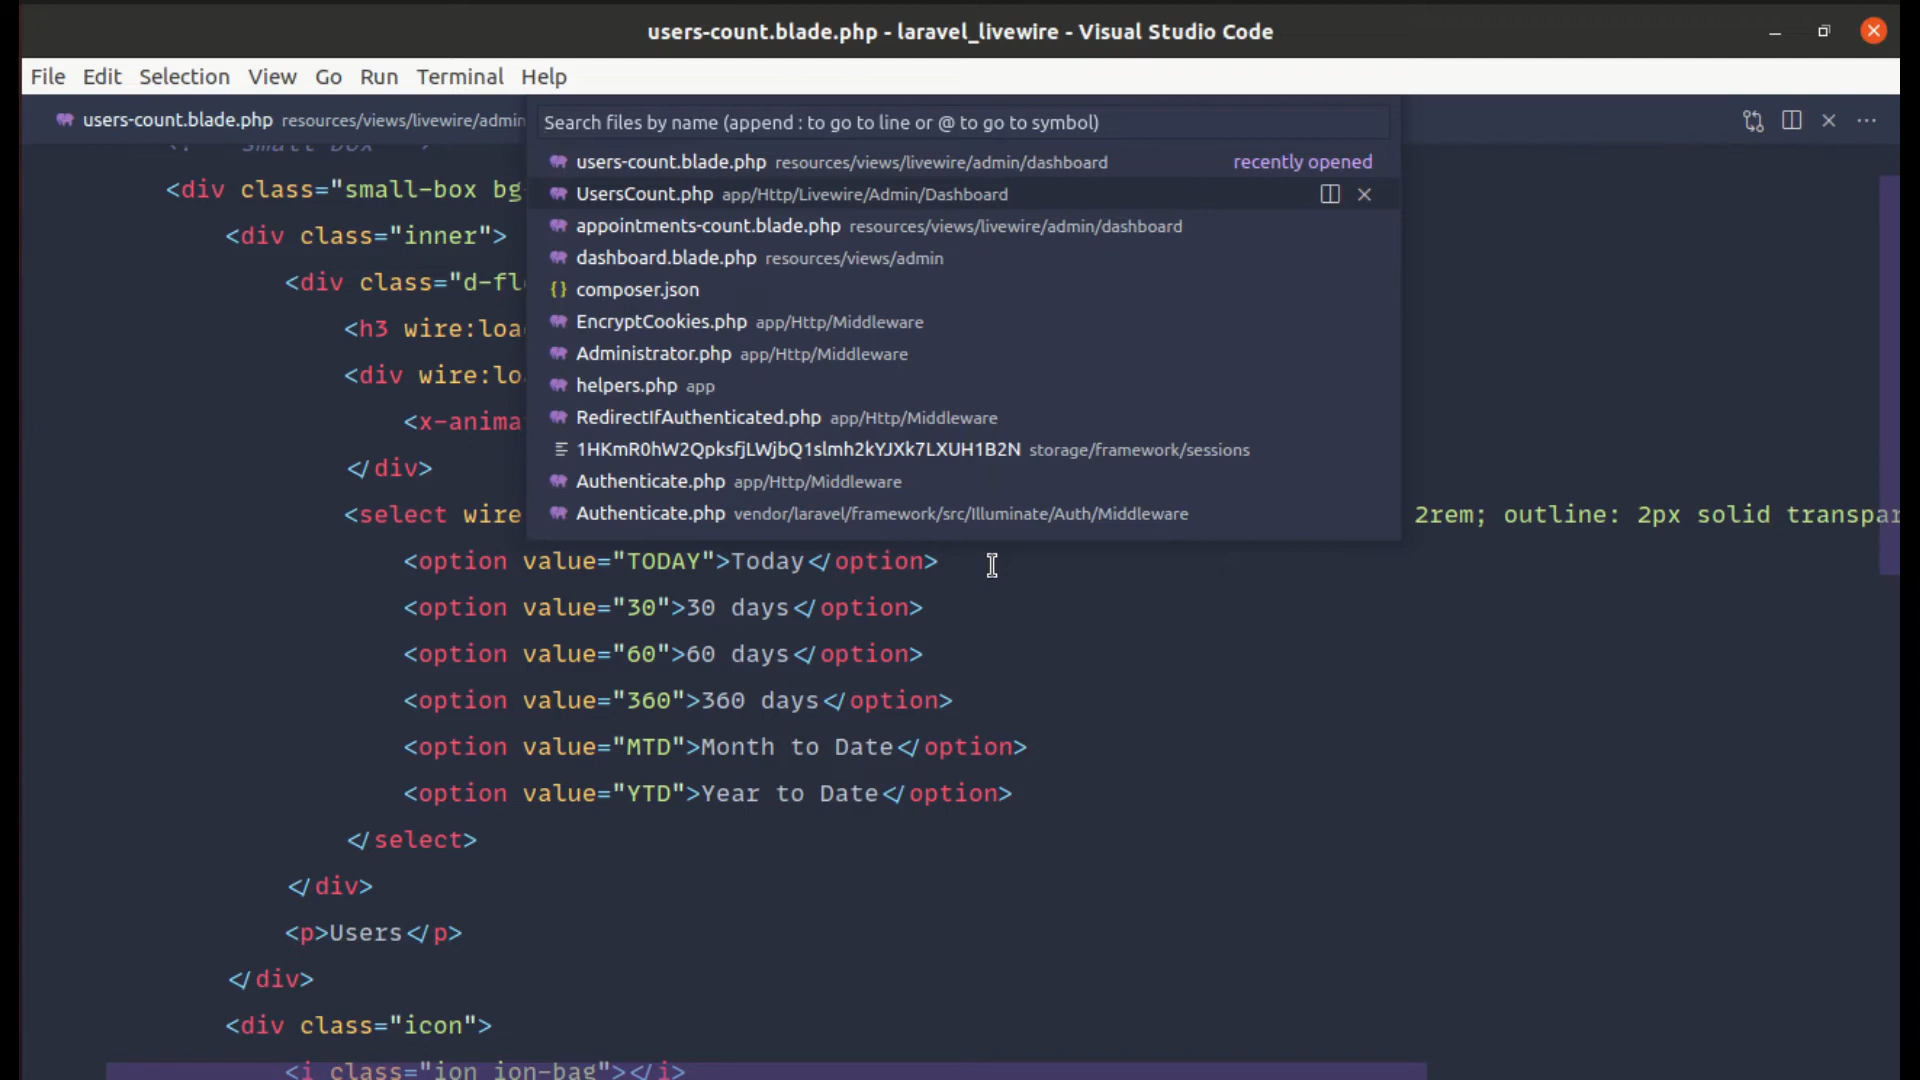 users-count.blade.php - laravel_livewire - Visual Studio Code
File Edit Selection View Go Run Terminal Help
users-count.blade.php resources/views/livewire/admin
Search files by name (append : to go to line or @ to go to symbol)
users-count.blade.php resources/views/livewire/admin/dashboard recently opened
UsersCount.php app/Http/Livewire/Admin/Dashboard
appointments-count.blade.php resources/views/livewire/admin/dashboard
dashboard.blade.php resources/views/admin
{} composer.json
EncryptCookies.php app/Http/Middleware
Administrator.php app/Http/Middleware
helpers.php app
RedirectIfAuthenticated.php app/Http/Middleware
1HKmR0hW2QpksfjLWjbQ1slmh2kYJXk7LXUH1B2N storage/framework/sessions
Authenticate.php app/Http/Middleware
Authenticate.php vendor/laravel/framework/src/Illuminate/Auth/Middleware
<div class="small-box bg
<div class="inner">
<div class="d-fl
<h3 wire:loa
<div wire:lo
<x-anima
</div>
<select wire 2rem; outline: 2px solid transpar
<option value="TODAY">Today</option>
<option value="30">30 days</option>
<option value="60">60 days</option>
<option value="360">360 days</option>
<option value="MTD">Month to Date</option>
<option value="YTD">Year to Date</option>
</select>
</div>
<p>Users</p>
</div>
<div class="icon">
<i class="ion ion-bag"></i>